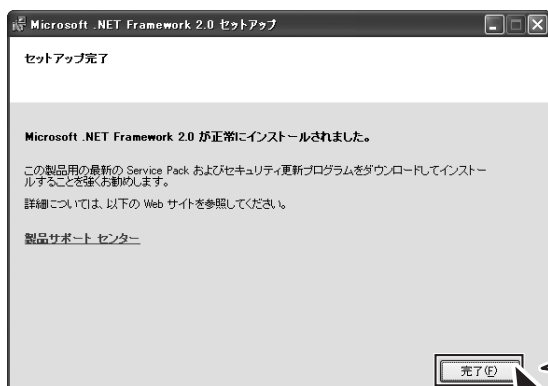 Microsoft .NET Framework 2.0 セットアップ
セットアップ完了
Microsoft .NET Framework 2.0 が正常にインストールされました。
この製品用の最新の Service Pack およびセキュリティ更新プログラムをダウンロードしてインストー
ルすることを強くお勧めします。
詳細については、以下の Web サイトを参照してください。
製品サポート センター
完了(F)